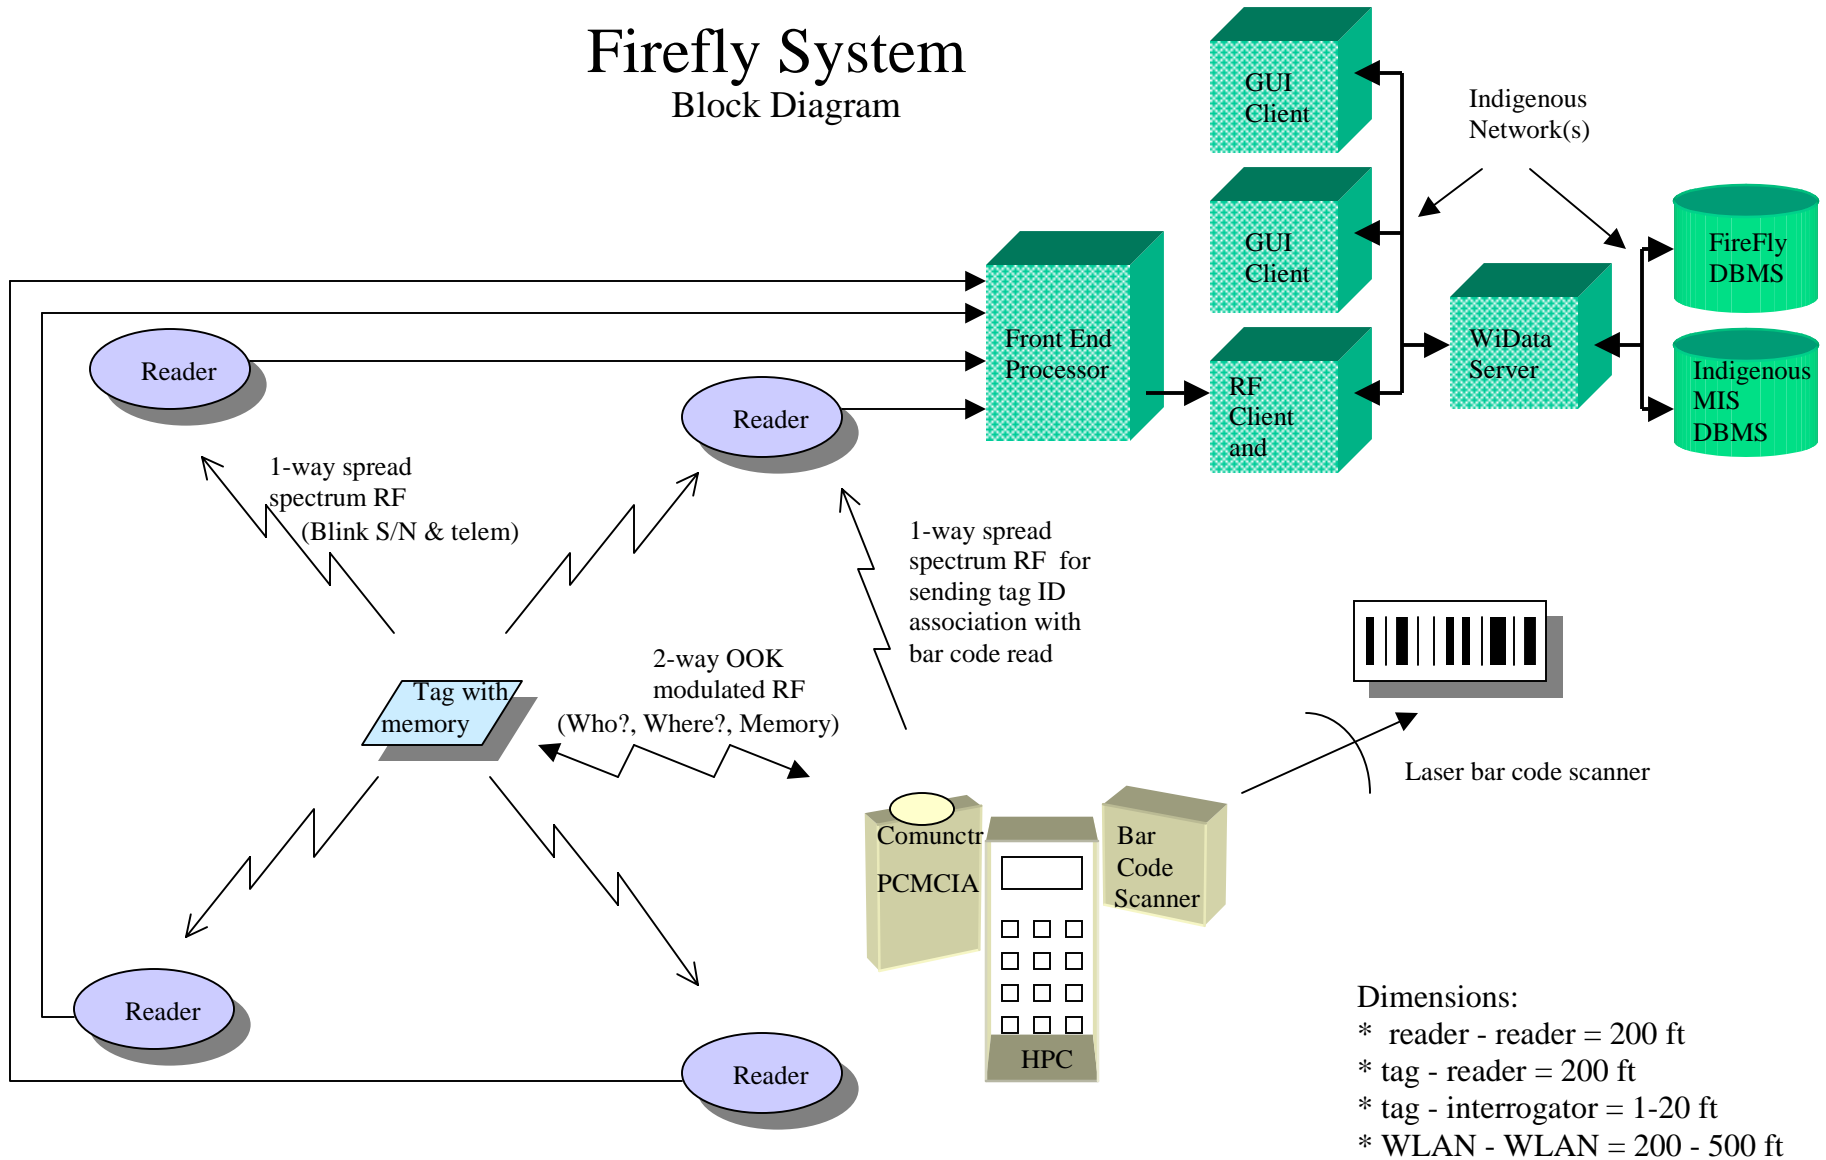 Firefly System
Block Diagram
GUI
Client
Indigenous
Network(s)
GUI
Client
FireFly
DBMS
Front End
Processor
WiData
Server
RF
Client
and
Indigenous
MIS
DBMS
Reader
Reader
1-way spread
spectrum RF
(Blink S/N & telem)
1-way spread
spectrum RF  for
sending tag ID
association with
bar code read
2-way OOK
modulated RF
(Who?, Where?, Memory)
Tag with
memory
Laser bar code scanner
Comunctr
PCMCIA
Bar
Code
Scanner
HPC
Reader
Reader
Dimensions:
*  reader - reader = 200 ft
* tag - reader = 200 ft
* tag - interrogator = 1-20 ft
* WLAN - WLAN = 200 - 500 ft